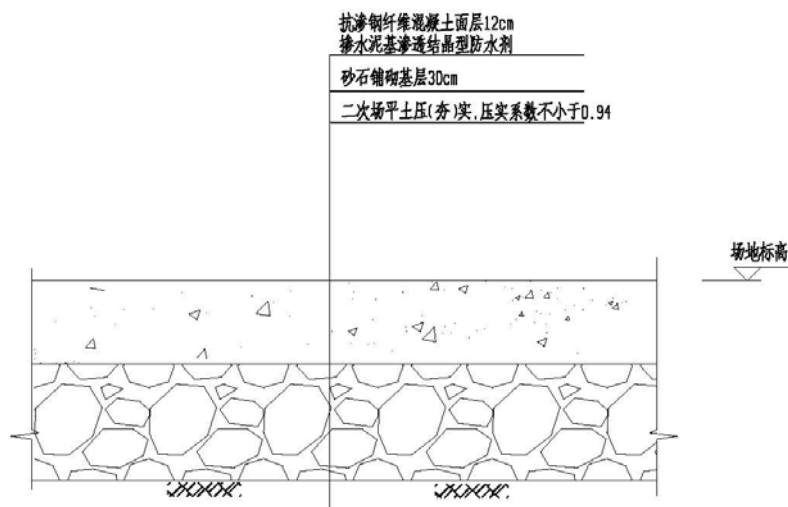 抗渗钢纤维混凝土面层12cm
掺水泥基渗透结晶型防水剂
砂石铺砌基层30cm
二次场平土压(夯)实,压实系数不小于0.94
场地标高